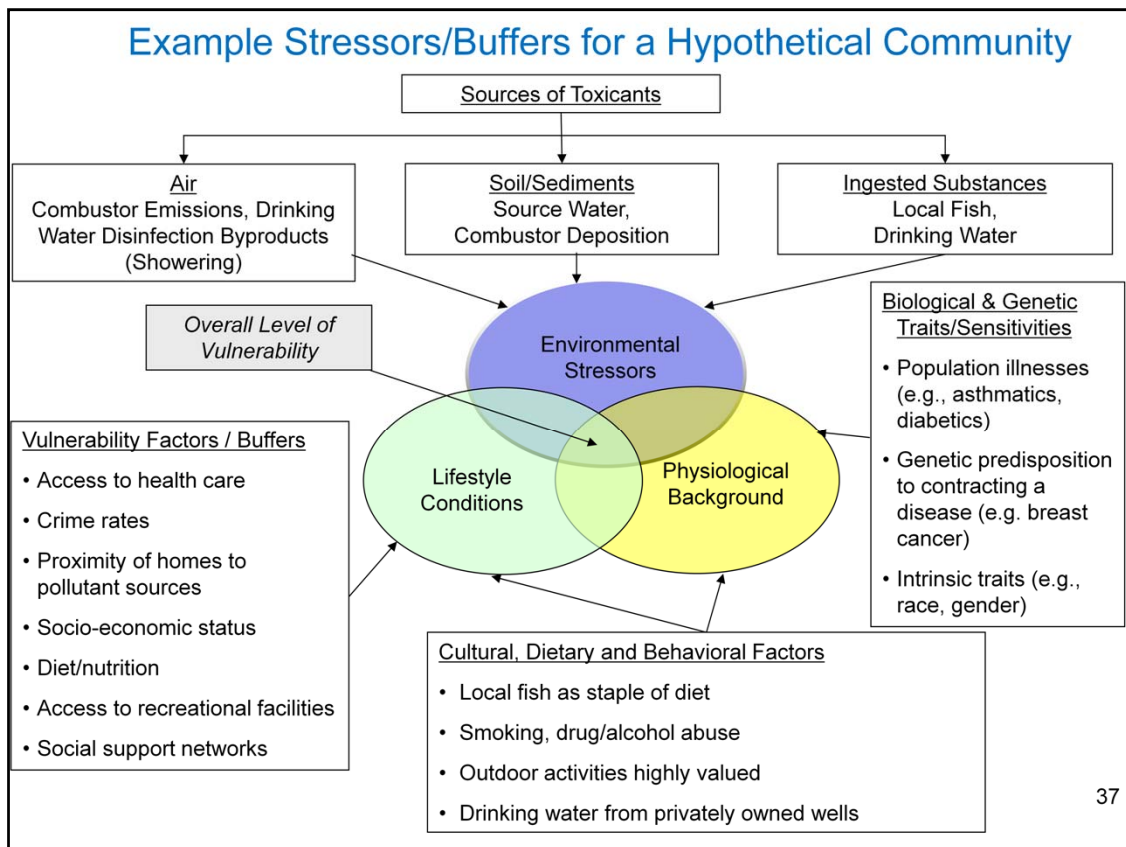 Example Stressors/Buffers for a Hypothetical Community
Sources of Toxicants
Air
Combustor Emissions, Drinking
Water Disinfection Byproducts
(Showering)
Soil/Sediments
Source Water,
Combustor Deposition
Ingested Substances
Local Fish,
Drinking Water
Overall Level of
Vulnerability
Environmental
Stressors
Lifestyle
Conditions
Physiological
Background
Biological & Genetic
Traits/Sensitivities
• Population illnesses
(e.g., asthmatics,
diabetics)
• Genetic predisposition
to contracting a
disease (e.g. breast
cancer)
• Intrinsic traits (e.g.,
race, gender)
Vulnerability Factors / Buffers
• Access to health care
• Crime rates
• Proximity of homes to
pollutant sources
• Socio-economic status
• Diet/nutrition
• Access to recreational facilities
• Social support networks
Cultural, Dietary and Behavioral Factors
• Local fish as staple of diet
• Smoking, drug/alcohol abuse
• Outdoor activities highly valued
• Drinking water from privately owned wells
37